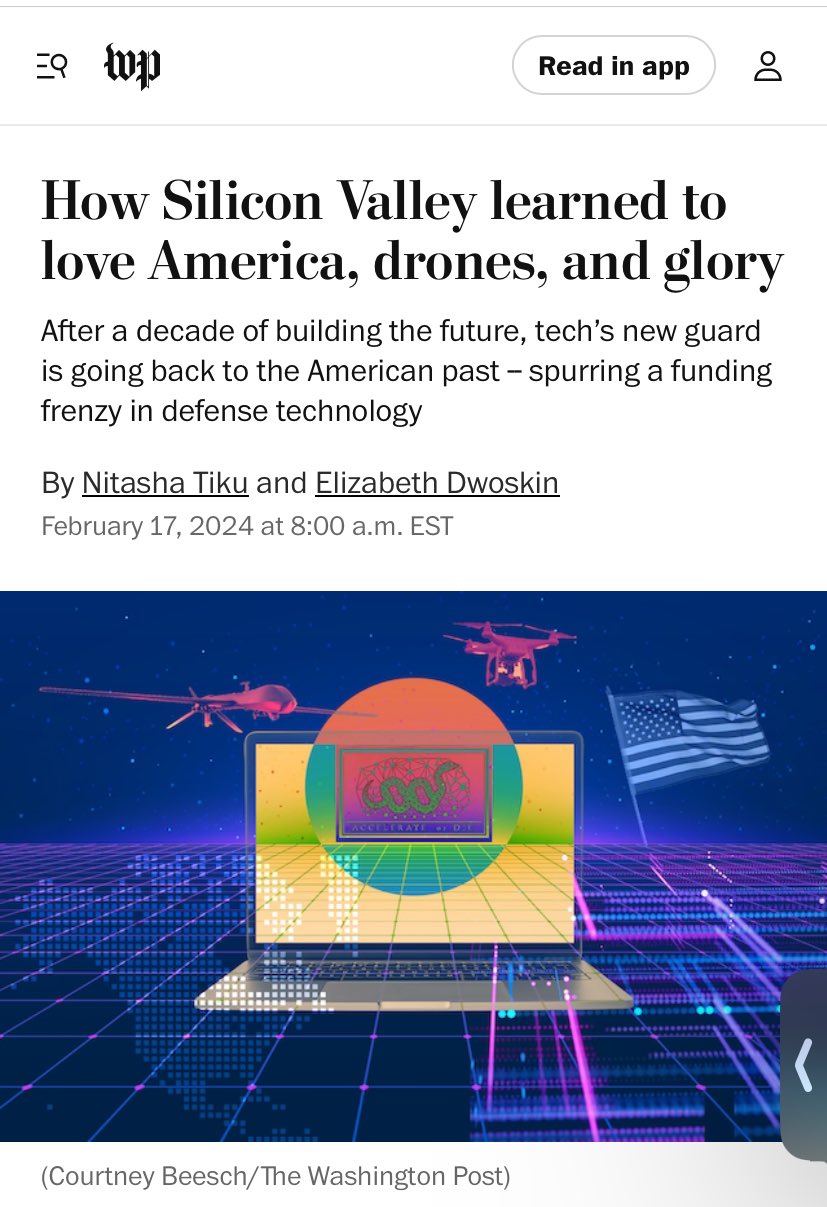 wp
Read in app
How Silicon Valley learned to
love America, drones, and glory
After a decade of building the future, tech’s new guard
is going back to the American past – spurring a funding
frenzy in defense technology
By Nitasha Tiku and Elizabeth Dwoskin
February 17, 2024 at 8:00 a.m. EST
ACCELERATE or DIE
(Courtney Beesch/The Washington Post)